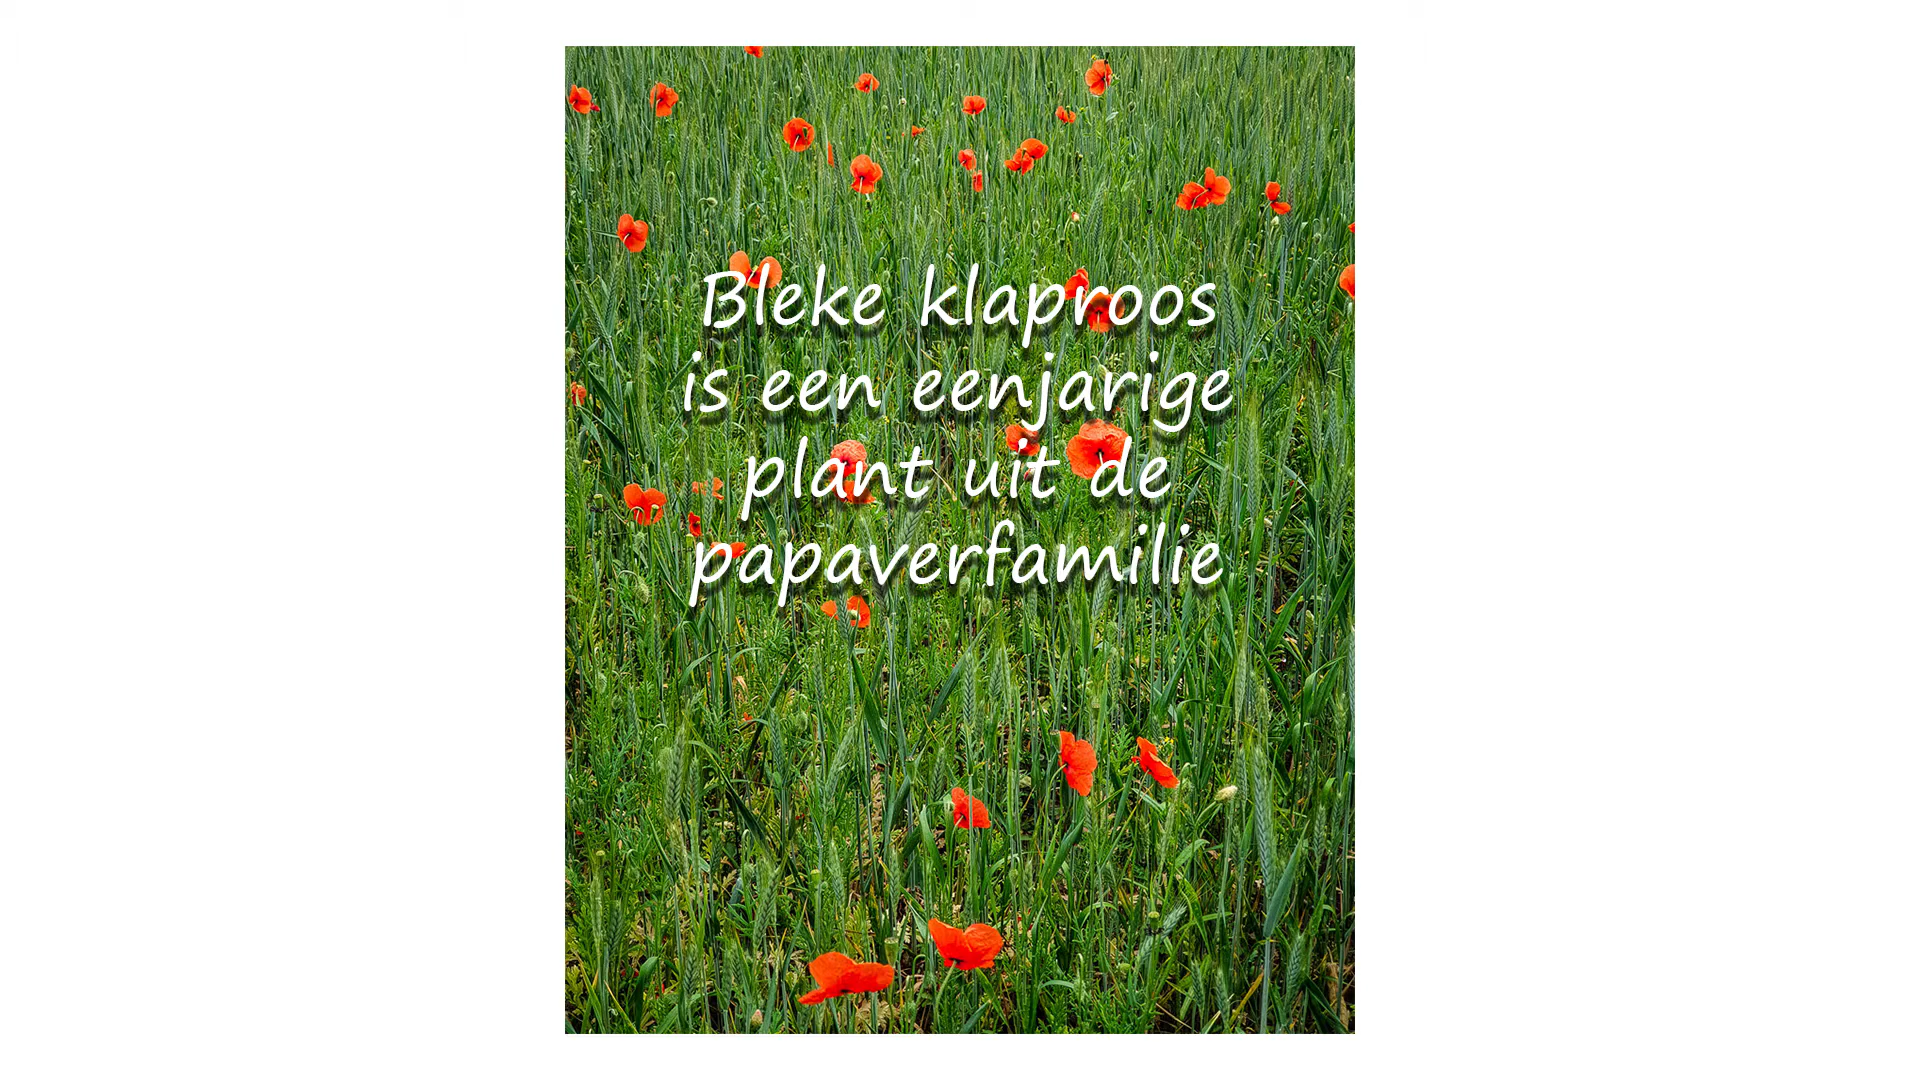 Bleke klaproos
is een eenjarige
plant uit de
papaverfamilie